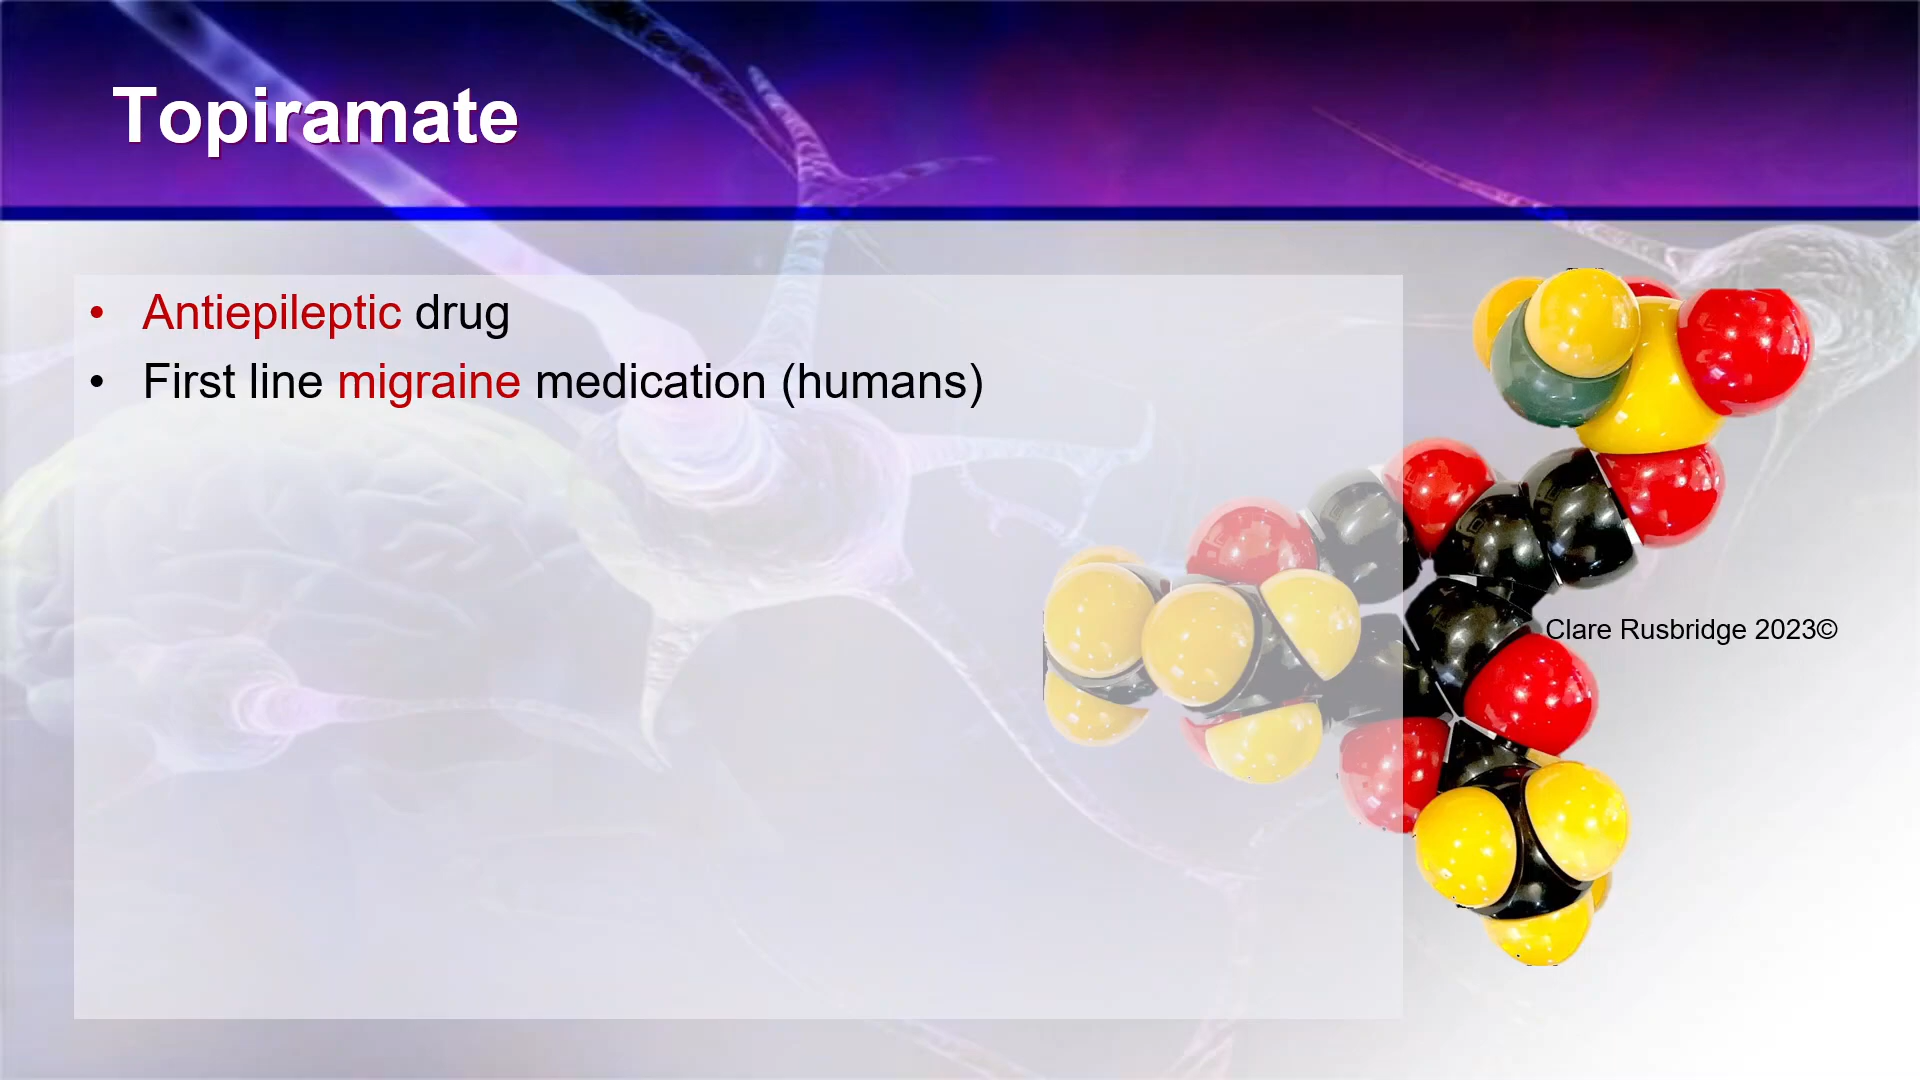 Topiramate
• Antiepileptic drug
• First line migraine medication (humans)
Clare Rusbridge 2023©